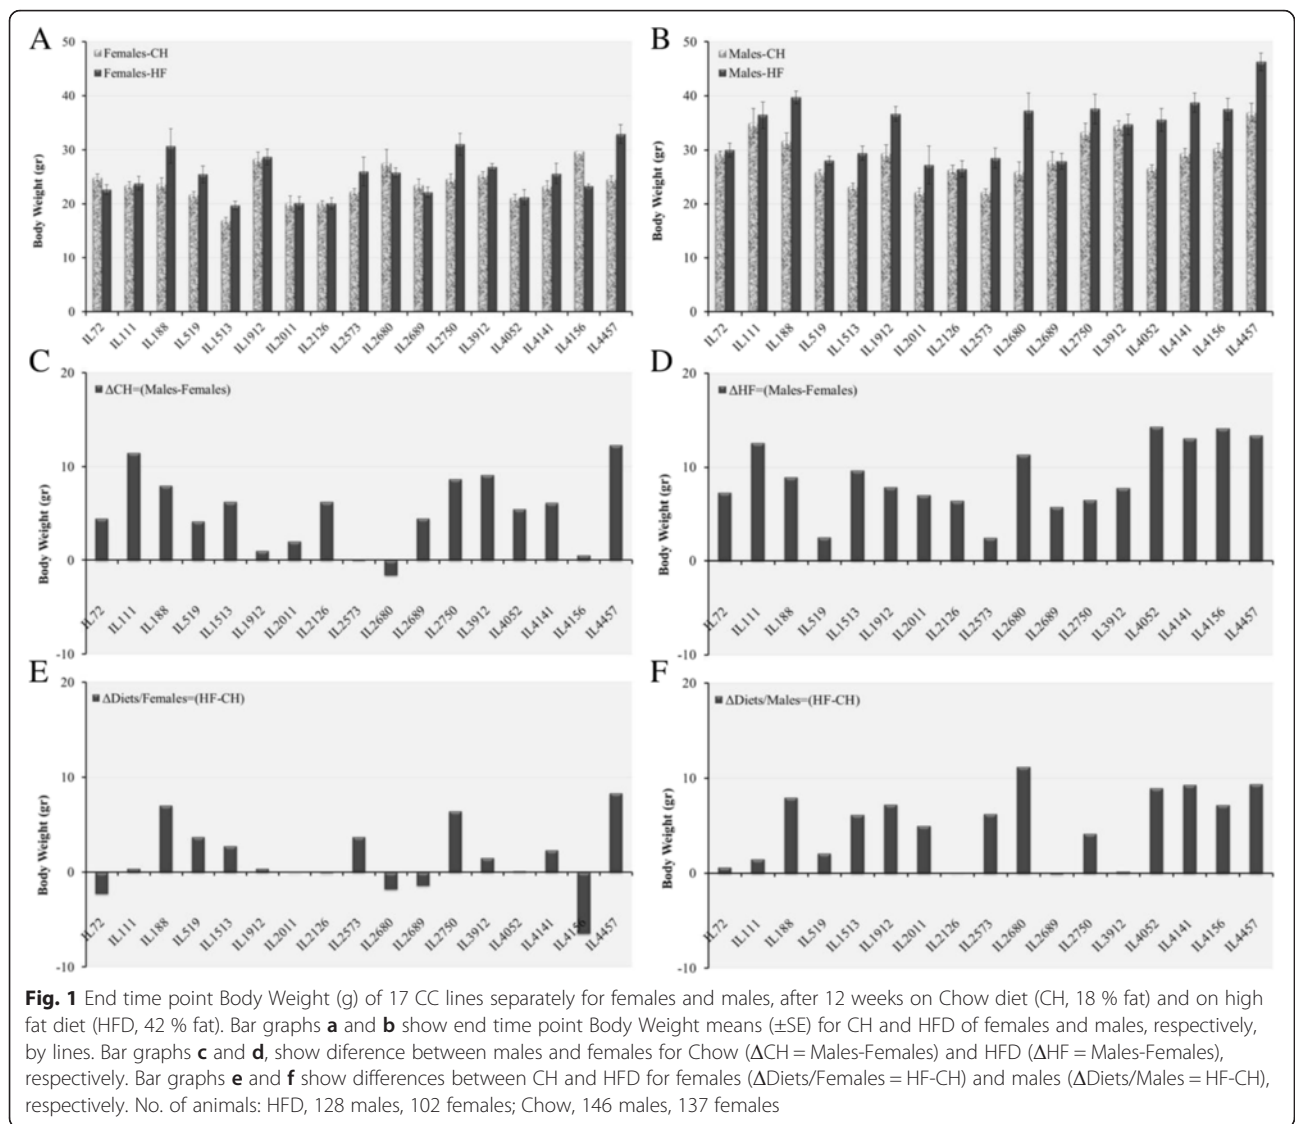 A
50
40
30
20
10
0
Body Weight (gr)
Females-CH
Females-HF
IL72 IL111 IL188 IL519 IL1513 IL1912 IL2011 IL2126 IL2573 IL2680 IL2689 IL2750 IL3912 IL4052 IL4141 IL4156 IL4457
B
50
40
30
20
10
0
Body Weight (gr)
Males-CH
Males-HF
IL72 IL111 IL188 IL519 IL1513 IL1912 IL2011 IL2126 IL2573 IL2680 IL2689 IL2750 IL3912 IL4052 IL4141 IL4156 IL4457
C
20
10
0
-10
Body Weight (gr)
ΔCH=(Males-Females)
IL72 IL111 IL188 IL519 IL1513 IL1912 IL2011 IL2126 IL2573 IL2680 IL2689 IL2750 IL3912 IL4052 IL4141 IL4156 IL4457
D
20
10
0
-10
Body Weight (gr)
ΔHF=(Males-Females)
IL72 IL111 IL188 IL519 IL1513 IL1912 IL2011 IL2126 IL2573 IL2680 IL2689 IL2750 IL3912 IL4052 IL4141 IL4156 IL4457
E
20
10
0
-10
Body Weight (gr)
ΔDiets/Females=(HF-CH)
IL72 IL111 IL188 IL519 IL1513 IL1912 IL2011 IL2126 IL2573 IL2680 IL2689 IL2750 IL3912 IL4052 IL4141 IL4156 IL4457
F
20
10
0
-10
Body Weight (gr)
ΔDiets/Males=(HF-CH)
IL72 IL111 IL188 IL519 IL1513 IL1912 IL2011 IL2126 IL2573 IL2680 IL2689 IL2750 IL3912 IL4052 IL4141 IL4156 IL4457
Fig. 1 End time point Body Weight (g) of 17 CC lines separately for females and males, after 12 weeks on Chow diet (CH, 18 % fat) and on high
fat diet (HFD, 42 % fat). Bar graphs a and b show end time point Body Weight means (±SE) for CH and HFD of females and males, respectively,
by lines. Bar graphs c and d, show diference between males and females for Chow (ΔCH = Males-Females) and HFD (ΔHF = Males-Females),
respectively. Bar graphs e and f show differences between CH and HFD for females (ΔDiets/Females = HF-CH) and males (ΔDiets/Males = HF-CH),
respectively. No. of animals: HFD, 128 males, 102 females; Chow, 146 males, 137 females